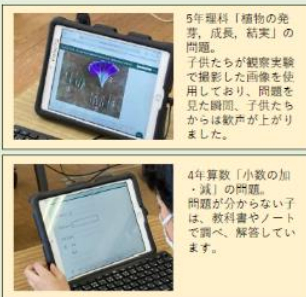 5年理科「植物の発
芽，成長，結実」の
問題。
子供たちが観察実験
で撮影した画像を使
用しており、問題を
見た瞬間、子供たち
からは歓声が上がり
ました。
4年算数「小数の加
・減」の問題。
問題が分からない子
は、教科書やノート
で調べ、解答してい
ます。